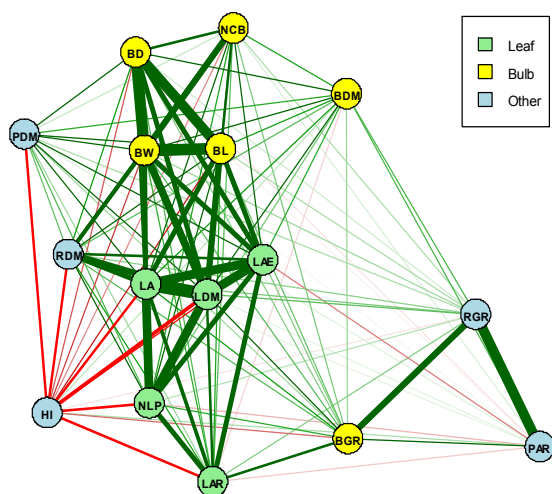 NCB
BD
Leaf
Bulb
Other
BDM
PDM
BW
BL
RDM
LAE
LA
LDM
RGR
NLP
HI
BGR
PAR
LAR